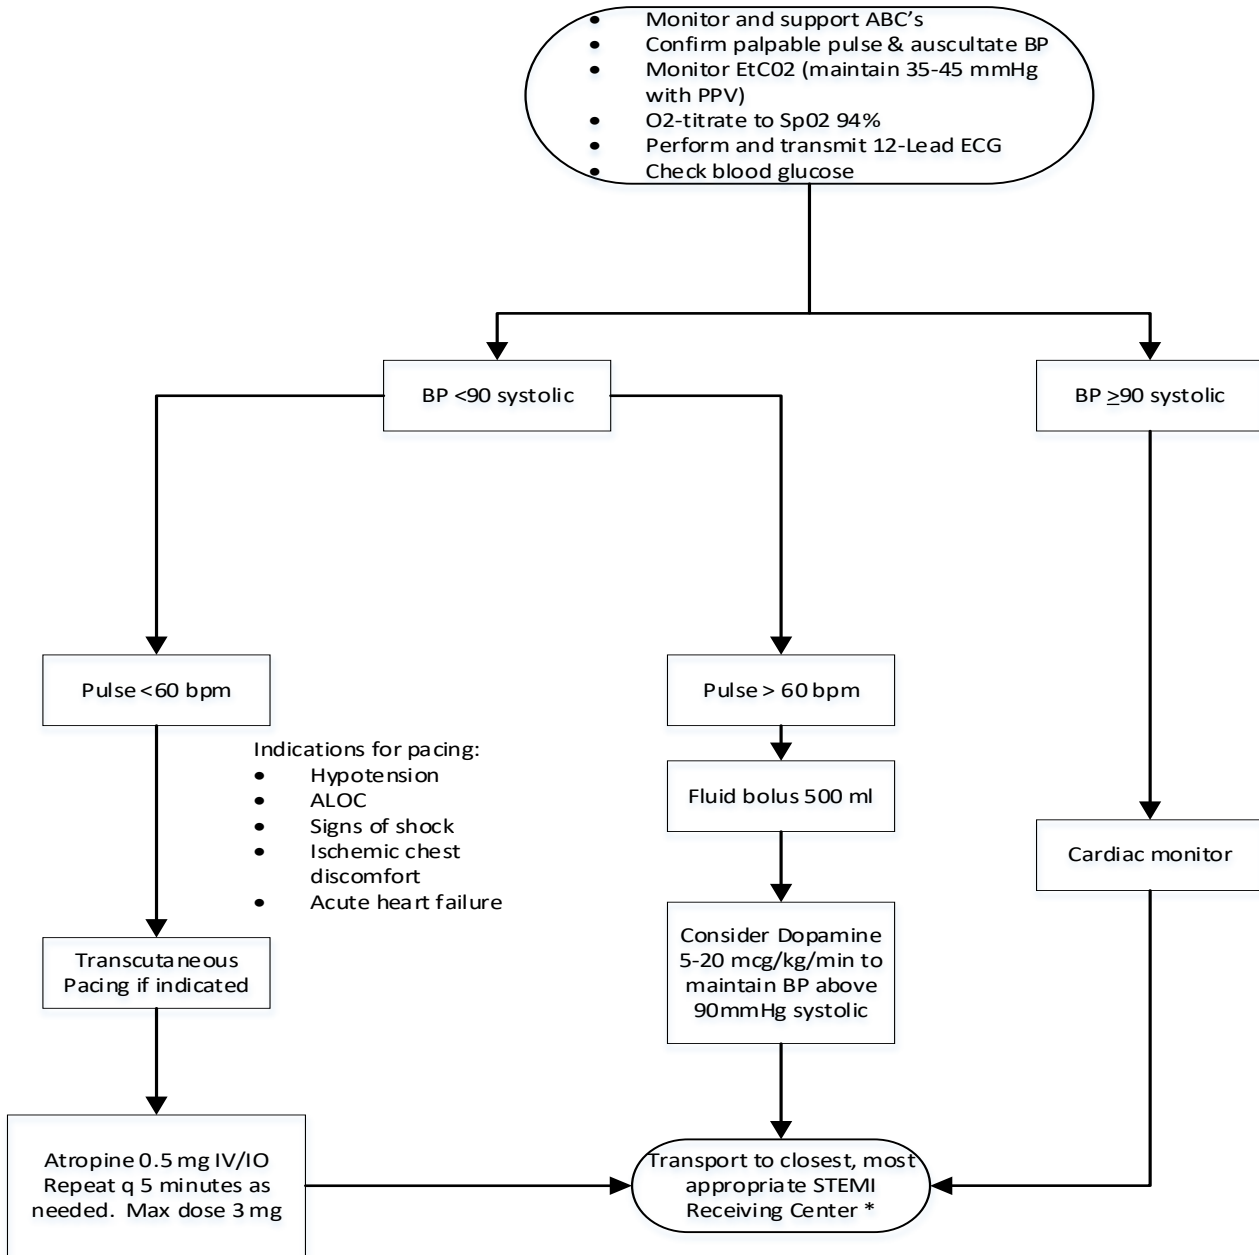 • Monitor and support ABC's
• Confirm palpable pulse & auscultate BP
• Monitor EtC02 (maintain 35-45 mmHg
with PPV)
• O2-titrate to Sp02 94%
• Perform and transmit 12-Lead ECG
• Check blood glucose
BP <90 systolic
BP ≥90 systolic
Pulse <60 bpm
Pulse > 60 bpm
Indications for pacing:
• Hypotension
• ALOC
• Signs of shock
• Ischemic chest
discomfort
• Acute heart failure
Fluid bolus 500 ml
Cardiac monitor
Transcutaneous
Pacing if indicated
Consider Dopamine
5-20 mcg/kg/min to
maintain BP above
90mmHg systolic
Atropine 0.5 mg IV/IO
Repeat q 5 minutes as
needed.  Max dose 3 mg
Transport to closest, most
appropriate STEMI
Receiving Center *